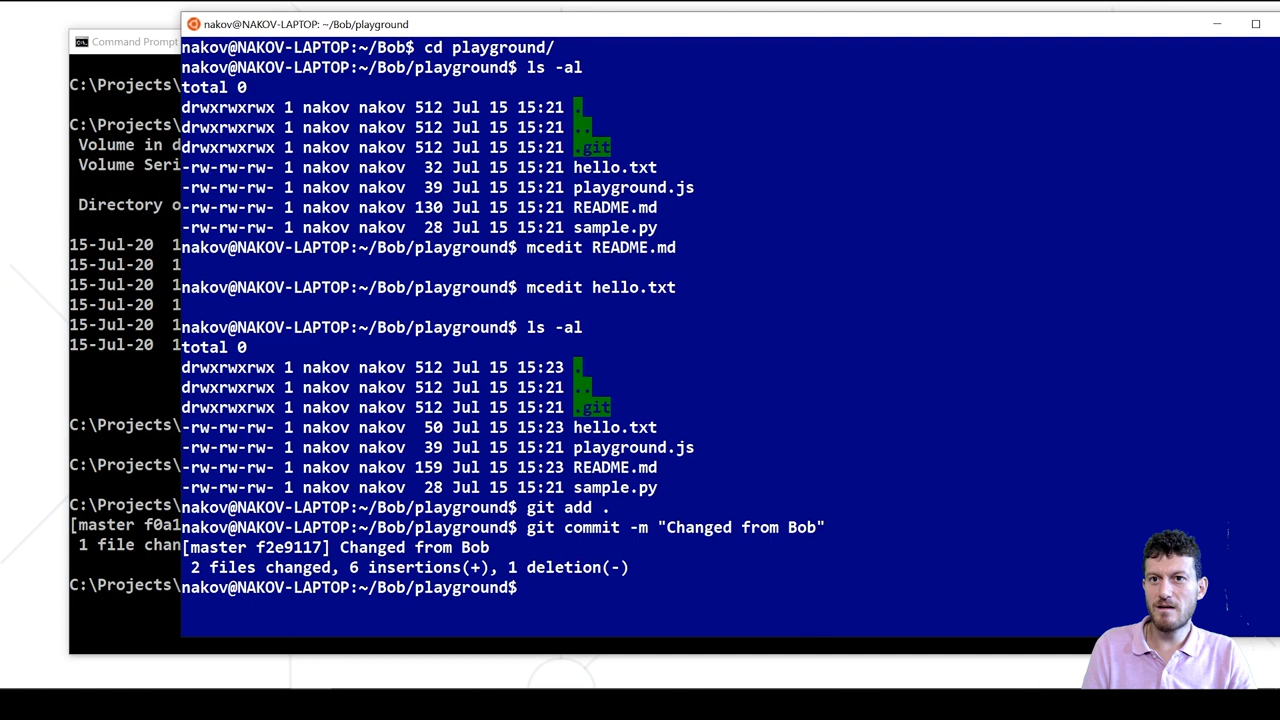 nakov@NAKOV-LAPTOP: ~/Bob/playground
Command Prompt
nakov@NAKOV-LAPTOP:~/Bob$ cd playground/
nakov@NAKOV-LAPTOP:~/Bob/playground$ ls -al
total 0
drwxrwxrwx 1 nakov nakov 512 Jul 15 15:21 .
drwxrwxrwx 1 nakov nakov 512 Jul 15 15:21 ..
drwxrwxrwx 1 nakov nakov 512 Jul 15 15:21 .git
-rw-rw-rw- 1 nakov nakov  32 Jul 15 15:21 hello.txt
-rw-rw-rw- 1 nakov nakov  39 Jul 15 15:21 playground.js
-rw-rw-rw- 1 nakov nakov 130 Jul 15 15:21 README.md
-rw-rw-rw- 1 nakov nakov  28 Jul 15 15:21 sample.py
nakov@NAKOV-LAPTOP:~/Bob/playground$ mcedit README.md
nakov@NAKOV-LAPTOP:~/Bob/playground$ mcedit hello.txt
nakov@NAKOV-LAPTOP:~/Bob/playground$ ls -al
total 0
drwxrwxrwx 1 nakov nakov 512 Jul 15 15:23 .
drwxrwxrwx 1 nakov nakov 512 Jul 15 15:21 ..
drwxrwxrwx 1 nakov nakov 512 Jul 15 15:21 .git
-rw-rw-rw- 1 nakov nakov  50 Jul 15 15:23 hello.txt
-rw-rw-rw- 1 nakov nakov  39 Jul 15 15:21 playground.js
-rw-rw-rw- 1 nakov nakov 159 Jul 15 15:23 README.md
-rw-rw-rw- 1 nakov nakov  28 Jul 15 15:21 sample.py
nakov@NAKOV-LAPTOP:~/Bob/playground$ git add .
nakov@NAKOV-LAPTOP:~/Bob/playground$ git commit -m "Changed from Bob"
[master f2e9117] Changed from Bob
 2 files changed, 6 insertions(+), 1 deletion(-)
nakov@NAKOV-LAPTOP:~/Bob/playground$
C:\Projects\
C:\Projects\
Volume in d
Volume Seri
Directory o
15-Jul-20  1
15-Jul-20  1
15-Jul-20  1
15-Jul-20  1
15-Jul-20  1
15-Jul-20  1
C:\Projects\
C:\Projects\
C:\Projects\
[master f0a1
1 file chan
C:\Projects\